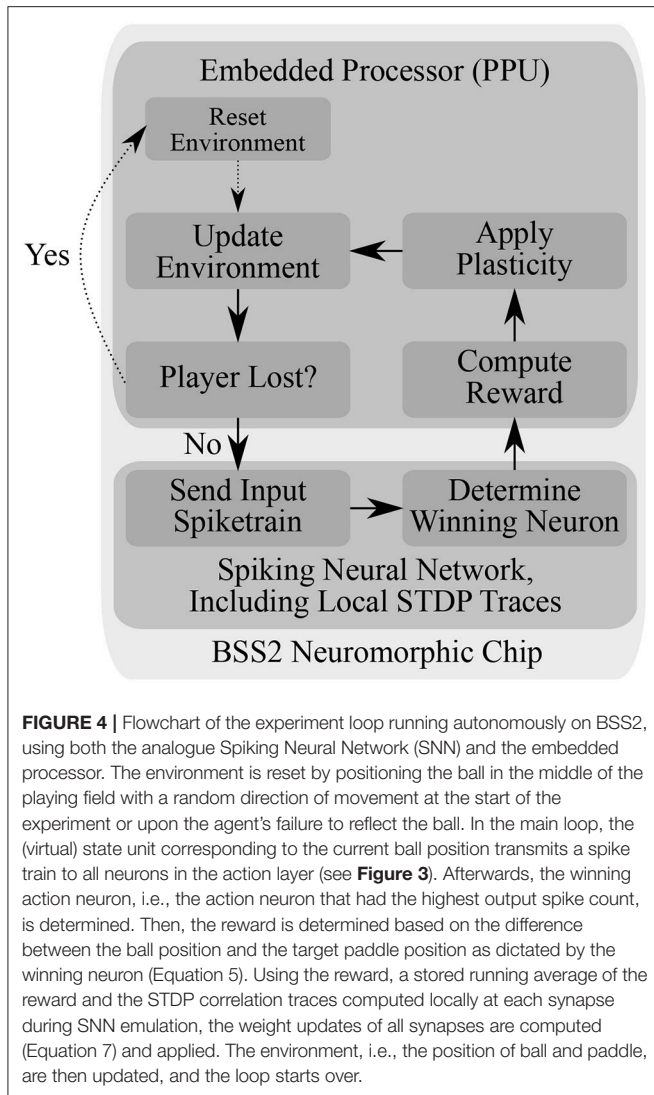 Embedded Processor (PPU)
Reset
Environment
Update
Environment
Apply
Plasticity
Yes
Player Lost?
Compute
Reward
No
Send Input
Spiketrain
Determine
Winning Neuron
Spiking Neural Network,
Including Local STDP Traces
BSS2 Neuromorphic Chip
FIGURE 4 | Flowchart of the experiment loop running autonomously on BSS2,
using both the analogue Spiking Neural Network (SNN) and the embedded
processor. The environment is reset by positioning the ball in the middle of the
playing field with a random direction of movement at the start of the
experiment or upon the agent's failure to reflect the ball. In the main loop, the
(virtual) state unit corresponding to the current ball position transmits a spike
train to all neurons in the action layer (see Figure 3). Afterwards, the winning
action neuron, i.e., the action neuron that had the highest output spike count,
is determined. Then, the reward is determined based on the difference
between the ball position and the target paddle position as dictated by the
winning neuron (Equation 5). Using the reward, a stored running average of the
reward and the STDP correlation traces computed locally at each synapse
during SNN emulation, the weight updates of all synapses are computed
(Equation 7) and applied. The environment, i.e., the position of ball and paddle,
are then updated, and the loop starts over.